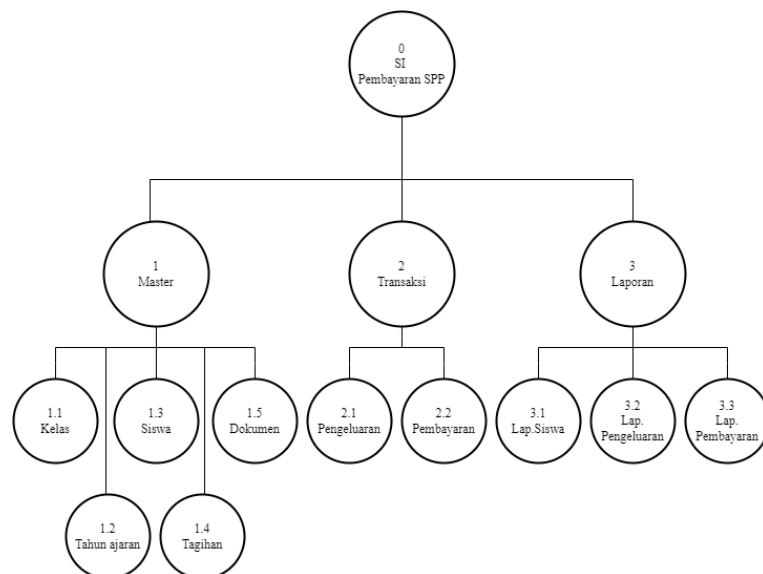 0
SI
Pembayaran SPP
1
Master
2
Transaksi
3
Laporan
1.1
Kelas
1.3
Siswa
1.5
Dokumen
2.1
Pengeluaran
2.2
Pembayaran
3.1
Lap.Siswa
3.2
Lap.
Pengeluaran
3.3
Lap.
Pembayaran
1.2
Tahun ajaran
1.4
Tagihan